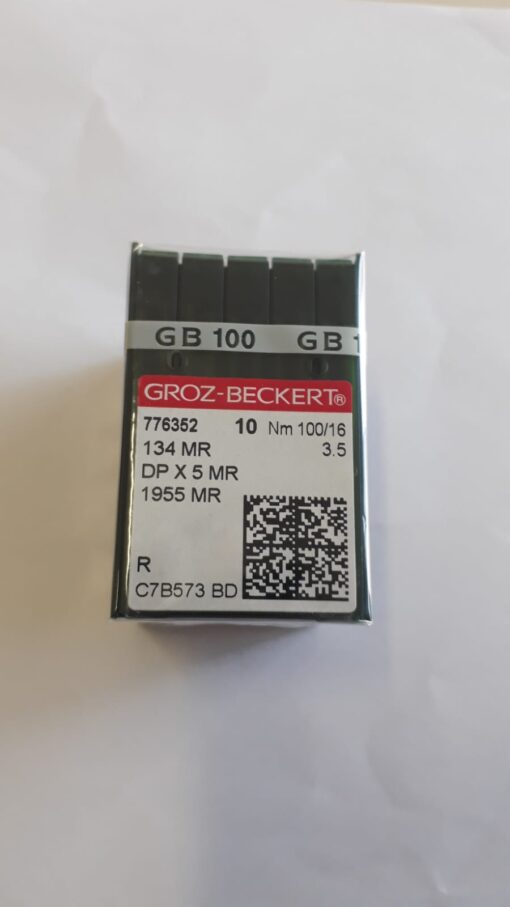 GB 100 GB 1
GROZ-BECKERT®
776352 10 Nm 100/16
134 MR 3.5
DP X 5 MR
1955 MR
R
C7B573 BD